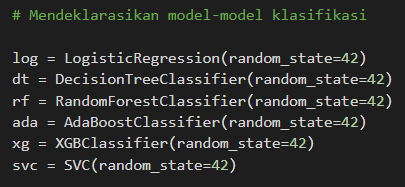 # Mendeklarasikan model-model klasifikasi
log = LogisticRegression(random_state=42)
dt = DecisionTreeClassifier(random_state=42)
rf = RandomForestClassifier(random_state=42)
ada = AdaBoostClassifier(random_state=42)
xg = XGBClassifier(random_state=42)
svc = SVC(random_state=42)